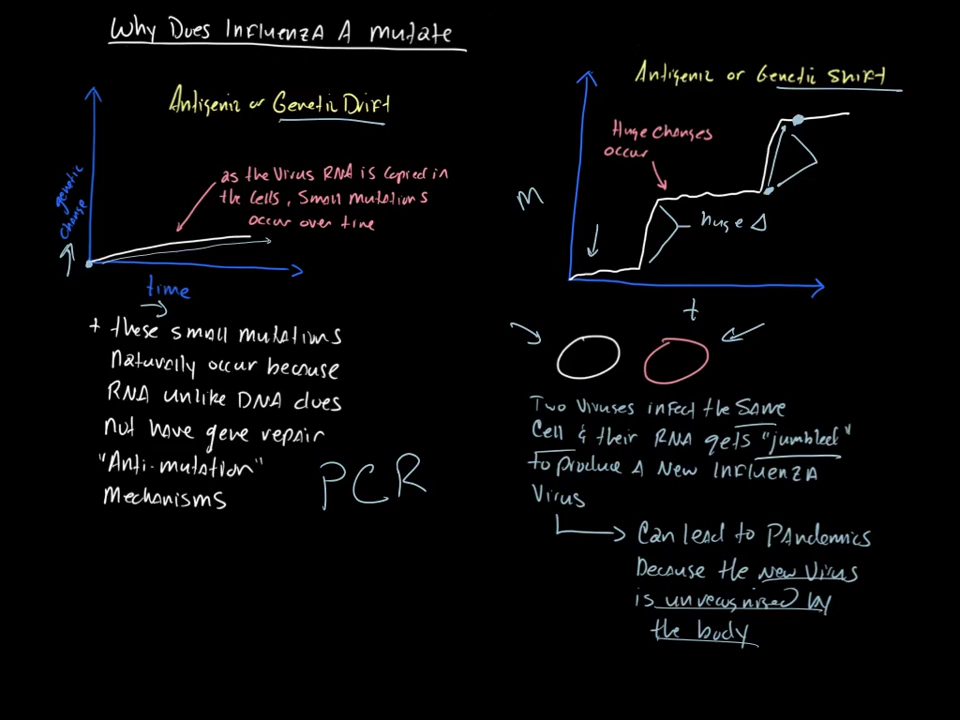 Why Does Influenza A mutate
Antigenic or Genetic Drift
genetic
change
as the Virus RNA is copied in
the Cells, Small mutations
occur over time
time
+ these small mutations
Naturally occur because
RNA unlike DNA does
not have gene repair
"Anti-mutation"
Mechanisms
PCR
Antigenic or Genetic Shift
Huge changes
occur
M
huge Δ
t
Two Viruses infect the Same
Cell & their RNA gets "jumbled"
to produce A New Influenza
Virus
Can lead to Pandemics
Because the new Virus
is unrecognised by
the body